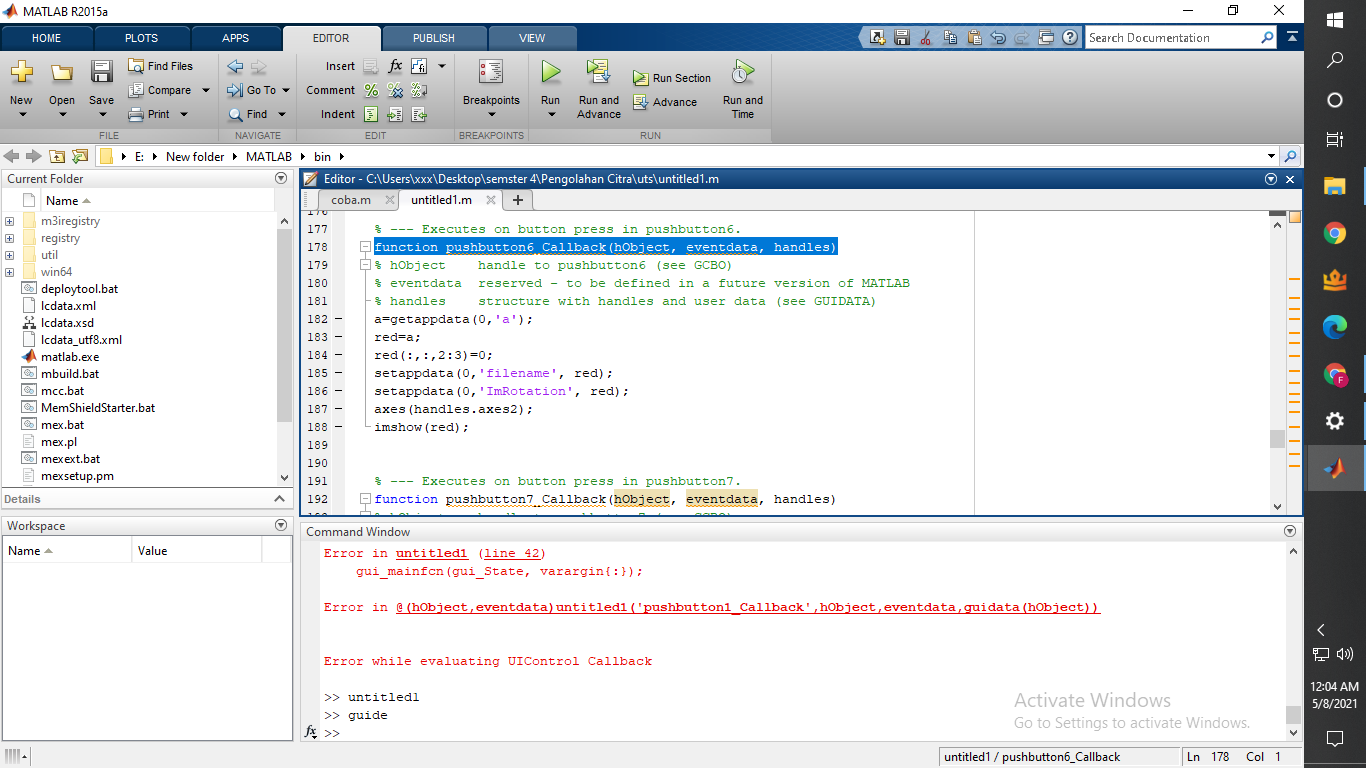 MATLAB R2015a
HOME PLOTS APPS EDITOR PUBLISH VIEW
Search Documentation
New Open Save
Find Files
Compare
Print
Go To
Find
Insert
Comment
Indent
Breakpoints
Run
Run and Advance
Run Section
Advance
Run and Time
FILE NAVIGATE EDIT BREAKPOINTS RUN
E: New folder MATLAB bin
Current Folder
Name
m3iregistry
registry
util
win64
deploytool.bat
lcdata.xml
lcdata.xsd
lcdata_utf8.xml
matlab.exe
mbuild.bat
mcc.bat
MemShieldStarter.bat
mex.bat
mex.pl
mexext.bat
mexsetup.pm
Details
Workspace
Name Value
Editor - C:\Users\xxx\Desktop\semster 4\Pengolahan Citra\uts\untitled1.m
coba.m untitled1.m
176
177 % --- Executes on button press in pushbutton6.
178 function pushbutton6_Callback(hObject, eventdata, handles)
179 % hObject    handle to pushbutton6 (see GCBO)
180 % eventdata  reserved - to be defined in a future version of MATLAB
181 % handles    structure with handles and user data (see GUIDATA)
182 - a=getappdata(0,'a');
183 - red=a;
184 - red(:,:,2:3)=0;
185 - setappdata(0,'filename', red);
186 - setappdata(0,'ImRotation', red);
187 - axes(handles.axes2);
188 - imshow(red);
189
190
191 % --- Executes on button press in pushbutton7.
192 function pushbutton7_Callback(hObject, eventdata, handles)
Command Window
Error in untitled1 (line 42)
gui_mainfcn(gui_State, varargin{:});
Error in @(hObject,eventdata)untitled1('pushbutton1_Callback',hObject,eventdata,guidata(hObject))
Error while evaluating UIControl Callback
>> untitled1
>> guide
fx >>
Activate Windows
Go to Settings to activate Windows.
untitled1 / pushbutton6_Callback Ln 178 Col 1
12:04 AM
5/8/2021